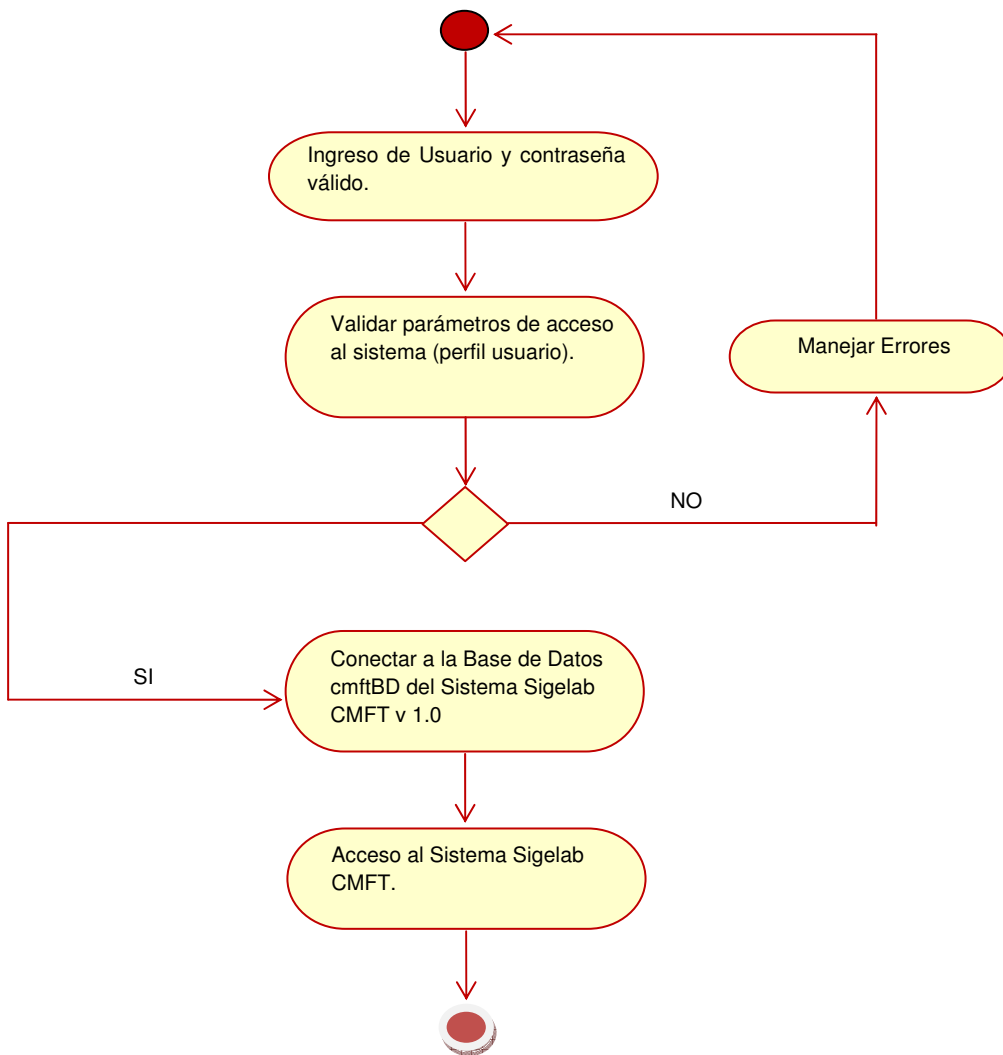 Ingreso de Usuario y contraseña
válido.
Validar parámetros de acceso
al sistema (perfil usuario).
Manejar Errores
NO
SI
Conectar a la Base de Datos
cmftBD del Sistema Sigelab
CMFT v 1.0
Acceso al Sistema Sigelab
CMFT.